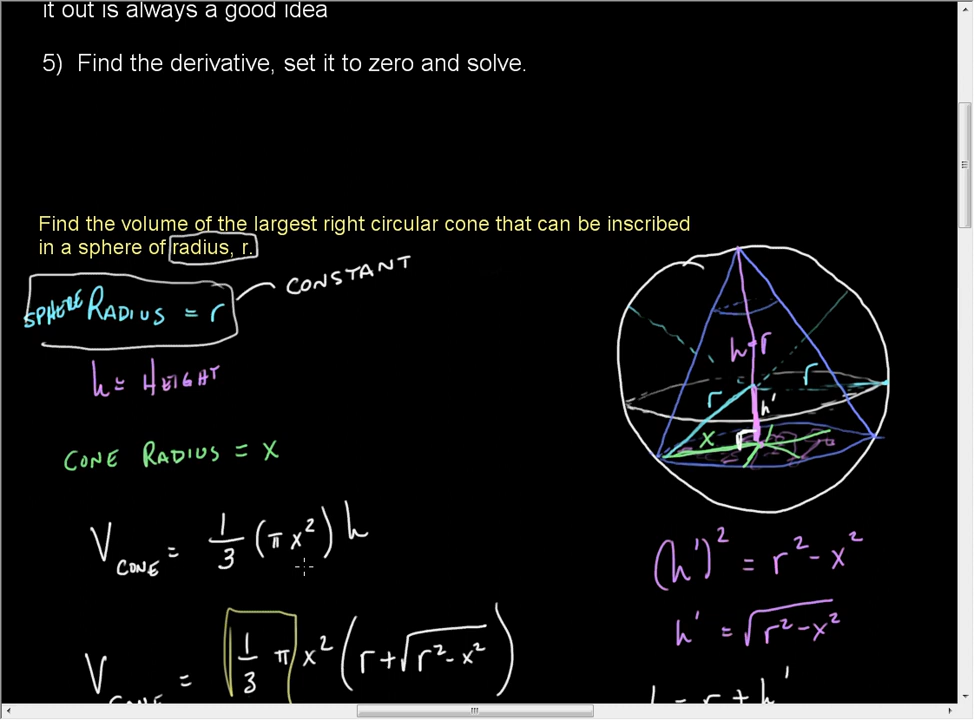 it out is always a good idea
5) Find the derivative, set it to zero and solve.
Find the volume of the largest right circular cone that can be inscribed
in a sphere of radius, r.
CONSTANT
SPHERE RADIUS = r
h = HEIGHT
CONE RADIUS = x
V CONE = 1/3 (πx²) h
V CONE = 1/3 π x² (r + √r² - x²)
h r
r
r
h'
x
(h')² = r² - x²
h' = √r² - x²
h = r + h'